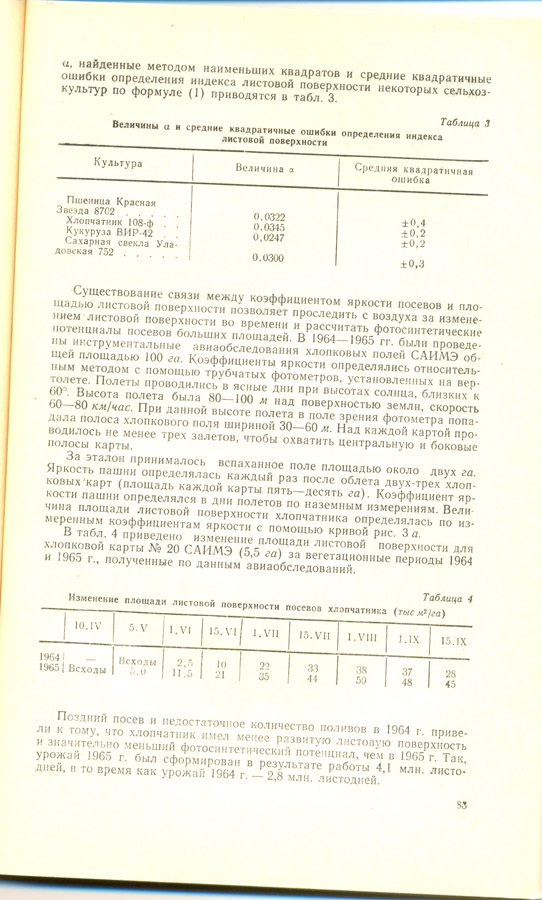 α, найденные методом наименьших квадратов и средние квадратичные
ошибки определения индекса листовой поверхности некоторых сельхоз-
культур по формуле (1) приводятся в табл. 3.
Таблица 3
Величины α и средние квадратичные ошибки определения индекса
листовой поверхности
Культура | Величина α | Средняя квадратичная
ошибка
Пшеница Красная
Звезда 8702 . . . . . 0,0322 ±0,4
Хлопчатник 108-ф . . 0.0345 ±0,2
Кукуруза ВИР-42 . . 0,0247 ±0,2
Сахарная свекла Ула-
довская 752 . . . . . 0.0300 ±0,3
Существование связи между коэффициентом яркости посевов и пло-
щадью листовой поверхности позволяет проследить с воздуха за измене-
нием листовой поверхности во времени и рассчитать фотосинтетические
потенциалы посевов больших площадей. В 1964—1965 гг. были проведе-
ны инструментальные авиаобследования хлопковых полей САИМЭ об-
щей площадью 100 га. Коэффициенты яркости определялись относитель-
ным методом с помощью трубчатых фотометров, установленных на вер-
толете. Полеты проводились в ясные дни при высотах солнца, близких к
60°. Высота полета была 80—100 м над поверхностью земли, скорость
60—80 км/час. При данной высоте полета в поле зрения фотометра попа-
дала полоса хлопкового поля шириной 30—60 м. Над каждой картой про-
водилось не менее трех залетов, чтобы охватить центральную и боковые
полосы карты.
За эталон принималось вспаханное поле площадью около двух га.
Яркость пашни определялась каждый раз после облета двух-трех хлоп-
ковых карт (площадь каждой карты пять—десять га). Коэффициент яр-
кости пашни определялся в дни полетов по наземным измерениям. Вели-
чина площади листовой поверхности хлопчатника определялась по из-
меренным коэффициентам яркости с помощью кривой рис. 3 а.
В табл. 4 приведено изменение площади листовой поверхности для
хлопковой карты № 20 САИМЭ (5,5 га) за вегетационные периоды 1964
и 1965 г., полученные по данным авиаобследований.
Таблица 4
Изменение площади листовой поверхности посевов хлопчатника (тыс м²/га)
10.IV | 5.V | 1.VI | 15.VI | 1.VII | 15.VII | 1.VIII | 1.IX | 15.IX
1964 | — | Всходы | 2,5 | 10 | 22 | 33 | 38 | 37 | 28
1965 | Всходы | 5.0 | 11.5 | 21 | 35 | 44 | 50 | 48 | 45
Поздний посев и недостаточное количество поливов в 1964 г. приве-
ли к тому, что хлопчатник имел менее развитую листовую поверхность
и значительно меньший фотосинтетический потенциал, чем в 1965 г. Так,
урожай 1965 г. был сформирован в результате работы 4,1 млн. листо-
дней, в то время как урожай 1964 г. — 2,8 млн. листодней.
83